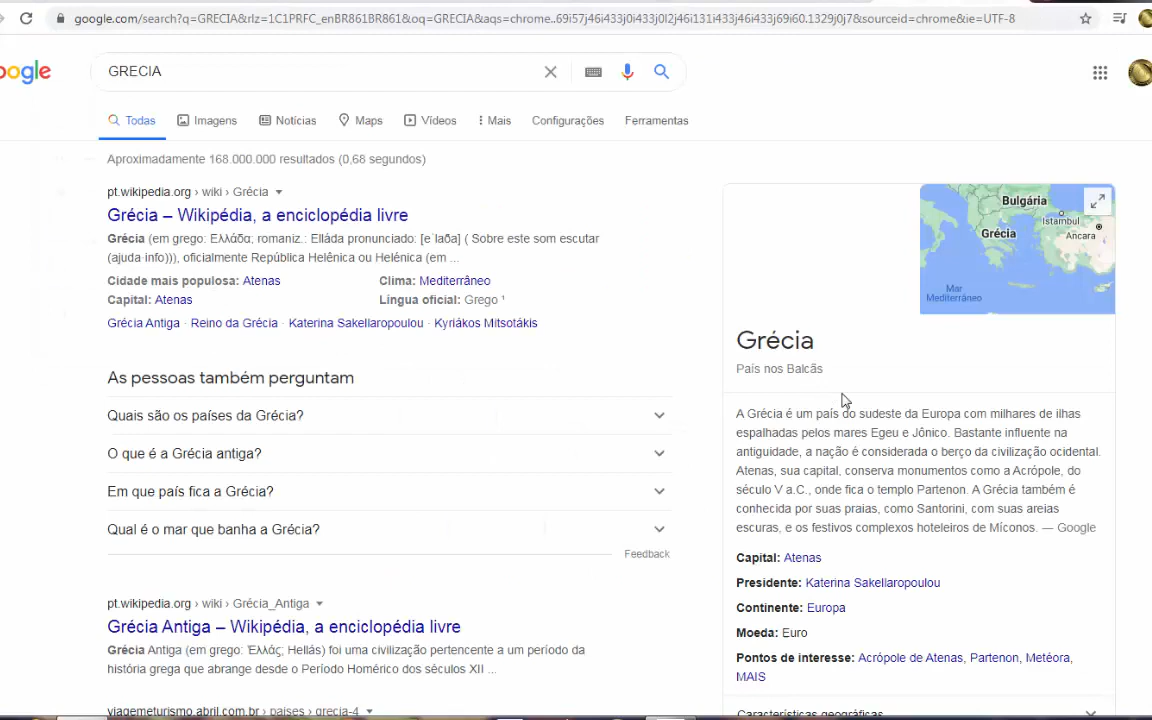 google.com/search?q=GRECIA&rlz=1C1PRFC_enBR861BR861&oq=GRECIA&aqs=chrome..69i57j46i433j0i433j0l2j46i131i433j46i433j69i60.1329j0j7&sourceid=chrome&ie=UTF-8
oogle
GRECIA
Todas
Imagens
Notícias
Maps
Vídeos
Mais
Configurações
Ferramentas
Aproximadamente 168.000.000 resultados (0,68 segundos)
pt.wikipedia.org › wiki › Grécia
Grécia – Wikipédia, a enciclopédia livre
Grécia (em grego: Ελλάδα; romaniz.: Elláda pronunciado: [eˈlaða] ( Sobre este som escutar
(ajuda·info))), oficialmente República Helênica ou Helénica (em ...
Cidade mais populosa: Atenas
Clima: Mediterrâneo
Capital: Atenas
Língua oficial: Grego ¹
Grécia Antiga · Reino da Grécia · Katerina Sakellaropoulou · Kyriákos Mitsotákis
As pessoas também perguntam
Quais são os países da Grécia?
O que é a Grécia antiga?
Em que país fica a Grécia?
Qual é o mar que banha a Grécia?
Feedback
pt.wikipedia.org › wiki › Grécia_Antiga
Grécia Antiga – Wikipédia, a enciclopédia livre
Grécia Antiga (em grego: Ἑλλάς; Hellás) foi uma civilização pertencente a um período da
história grega que abrange desde o Período Homérico dos séculos XII ...
viagemeturismo.abril.com.br › paises › grecia-4
Bulgária
Istambul
Grécia
Ancara
Mar
Mediterrâneo
Grécia
País nos Balcãs
A Grécia é um país do sudeste da Europa com milhares de ilhas
espalhadas pelos mares Egeu e Jônico. Bastante influente na
antiguidade, a nação é considerada o berço da civilização ocidental.
Atenas, sua capital, conserva monumentos como a Acrópole, do
século V a.C., onde fica o templo Partenon. A Grécia também é
conhecida por suas praias, como Santorini, com suas areias
escuras, e os festivos complexos hoteleiros de Míconos. — Google
Capital: Atenas
Presidente: Katerina Sakellaropoulou
Continente: Europa
Moeda: Euro
Pontos de interesse: Acrópole de Atenas, Partenon, Metéora,
MAIS
Características geográficas